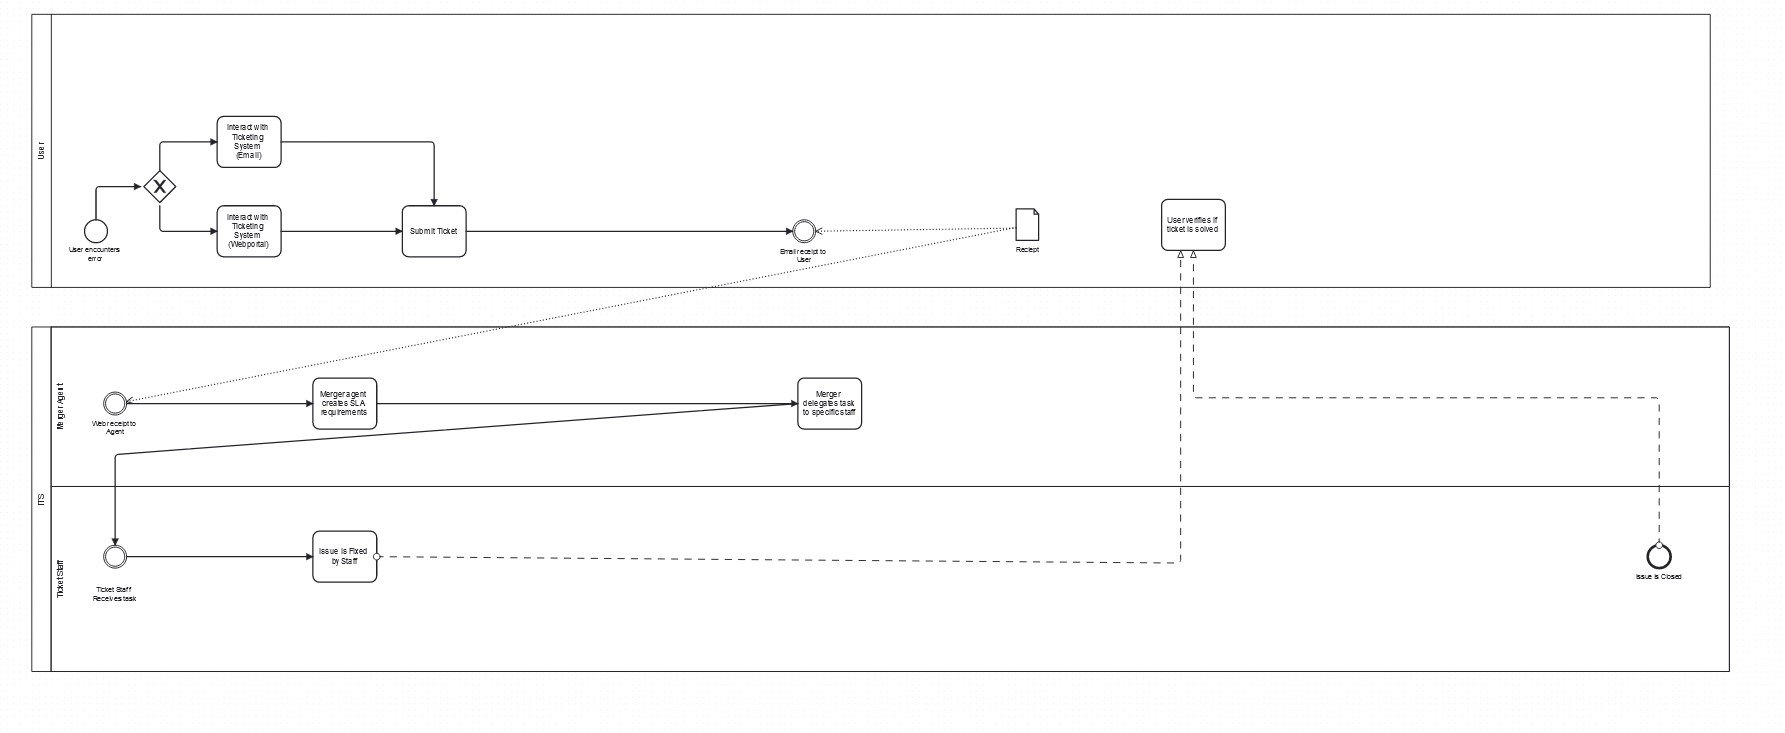 User
Interact with
Ticketing
System
(Email)
X
User encounters
error
Interact with
Ticketing
System
(Webportal)
Submit Ticket
Email receipt to
User
Reciept
User verifies if
ticket is solved
ITS
Merger Agent
Web receipt to
Agent
Merger agent
creates SLA
requirements
Merger
delegates task
to specific staff
Ticket Staff
Ticket Staff
Receives task
Issue is Fixed
by Staff
Issue is Closed